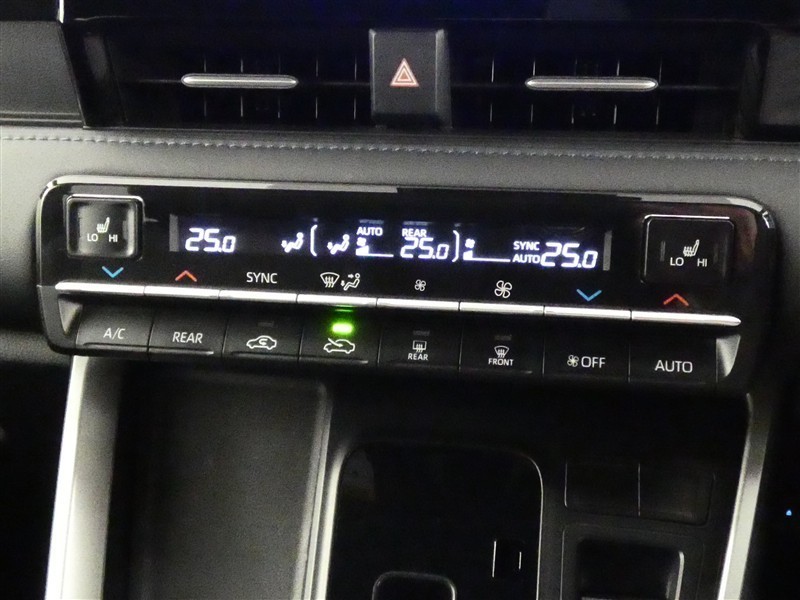 LO HI
25.0
AUTO
REAR
25.0
SYNC
AUTO 25.0
LO HI
SYNC
A/C
REAR
REAR
FRONT
OFF
AUTO